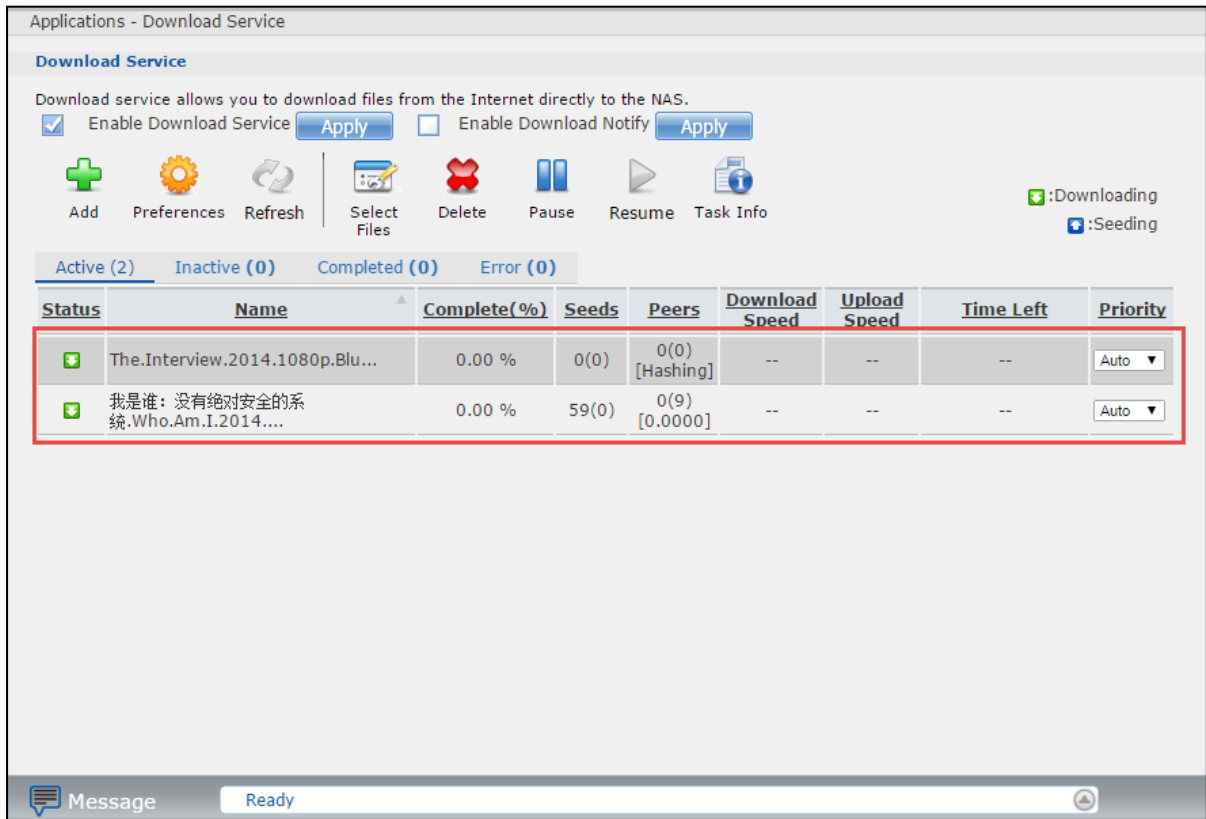 Applications - Download Service
Download Service
Download service allows you to download files from the Internet directly to the NAS.
Enable Download Service Apply Enable Download Notify Apply
Add Preferences Refresh Select Files Delete Pause Resume Task Info
:Downloading
:Seeding
Active (2) Inactive (0) Completed (0) Error (0)
Status Name Complete(%) Seeds Peers Download Speed Upload Speed Time Left Priority
The.Interview.2014.1080p.Blu... 0.00 % 0(0) 0(0) [Hashing] -- -- -- Auto
我是谁：没有绝对安全的系
统.Who.Am.I.2014.... 0.00 % 59(0) 0(9) [0.0000] -- -- -- Auto
Message Ready